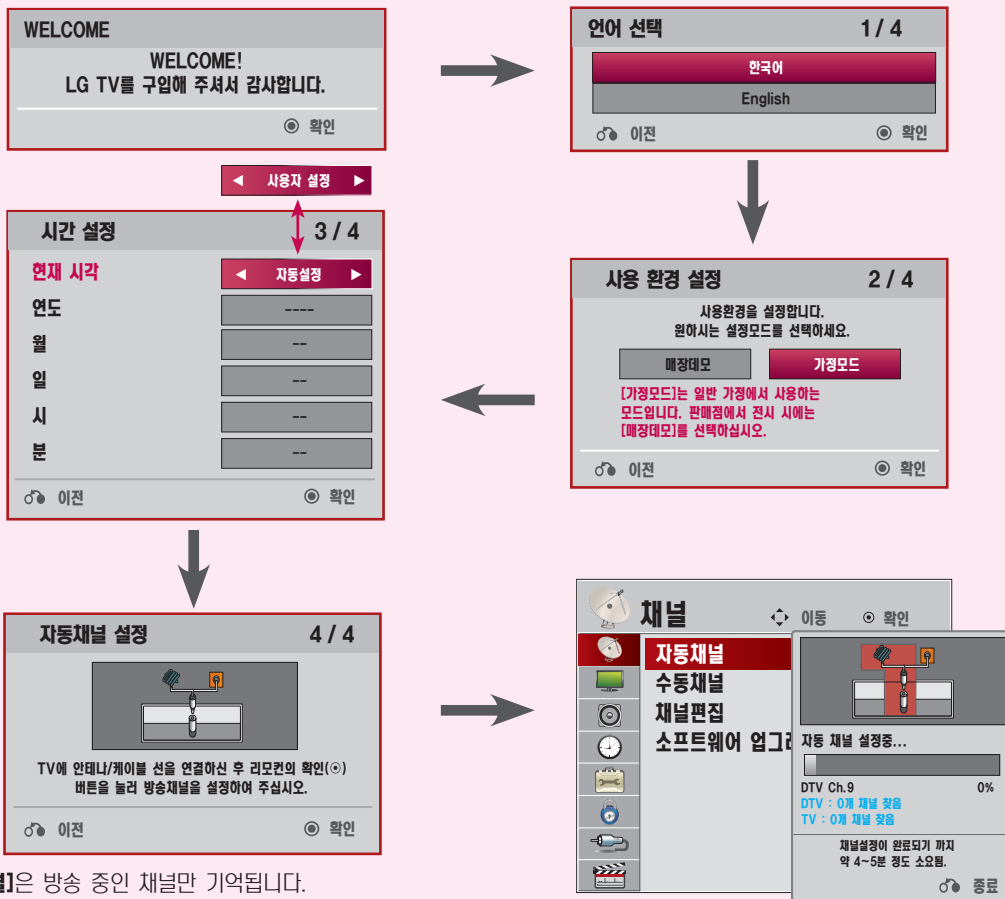 WELCOME
WELCOME!
LG TV를 구입해 주셔서 감사합니다.
◉ 확인
언어 선택 1 / 4
한국어
English
이전 ◉ 확인
사용 환경 설정 2 / 4
사용환경을 설정합니다.
원하시는 설정모드를 선택하세요.
매장데모 가정모드
[가정모드]는 일반 가정에서 사용하는
모드입니다. 판매점에서 전시 시에는
[매장데모]를 선택하십시오.
이전 ◉ 확인
◀ 사용자 설정 ▶
시간 설정 3 / 4
현재 시각 ◀ 자동설정 ▶
연도 ----
월 --
일 --
시 --
분 --
이전 ◉ 확인
자동채널 설정 4 / 4
TV에 안테나/케이블 선을 연결하신 후 리모컨의 확인(◉)
버튼을 눌러 방송채널을 설정하여 주십시오.
이전 ◉ 확인
채널 이동 ◉ 확인
자동채널
수동채널
채널편집
소프트웨어 업그
자동 채널 설정중...
DTV Ch.9 0%
DTV : 0개 채널 찾음
TV : 0개 채널 찾음
채널설정이 완료되기 까지
약 4~5분 정도 소요됨.
종료
]은 방송 중인 채널만 기억됩니다.